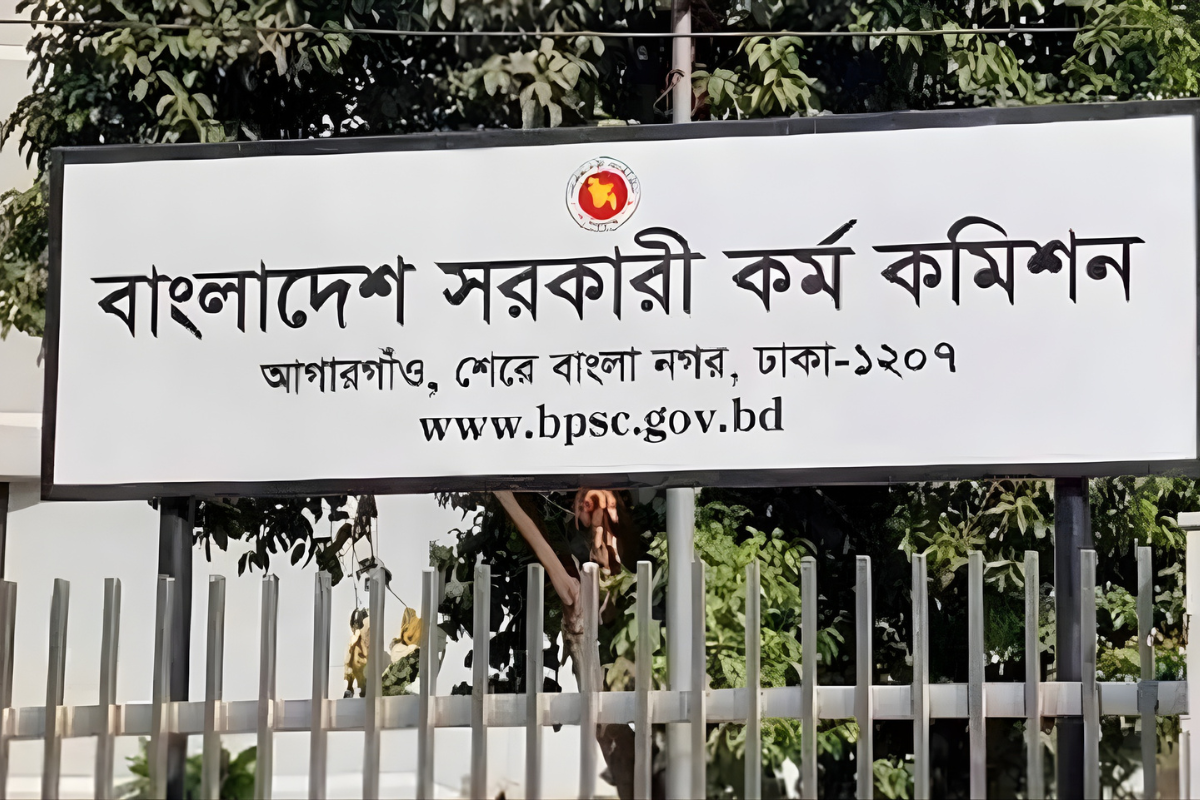 বাংলাদেশ সরকারী কর্ম কমিশন
আগারগাঁও, শেরে বাংলা নগর, ঢাকা-১২০৭
www.bpsc.gov.bd